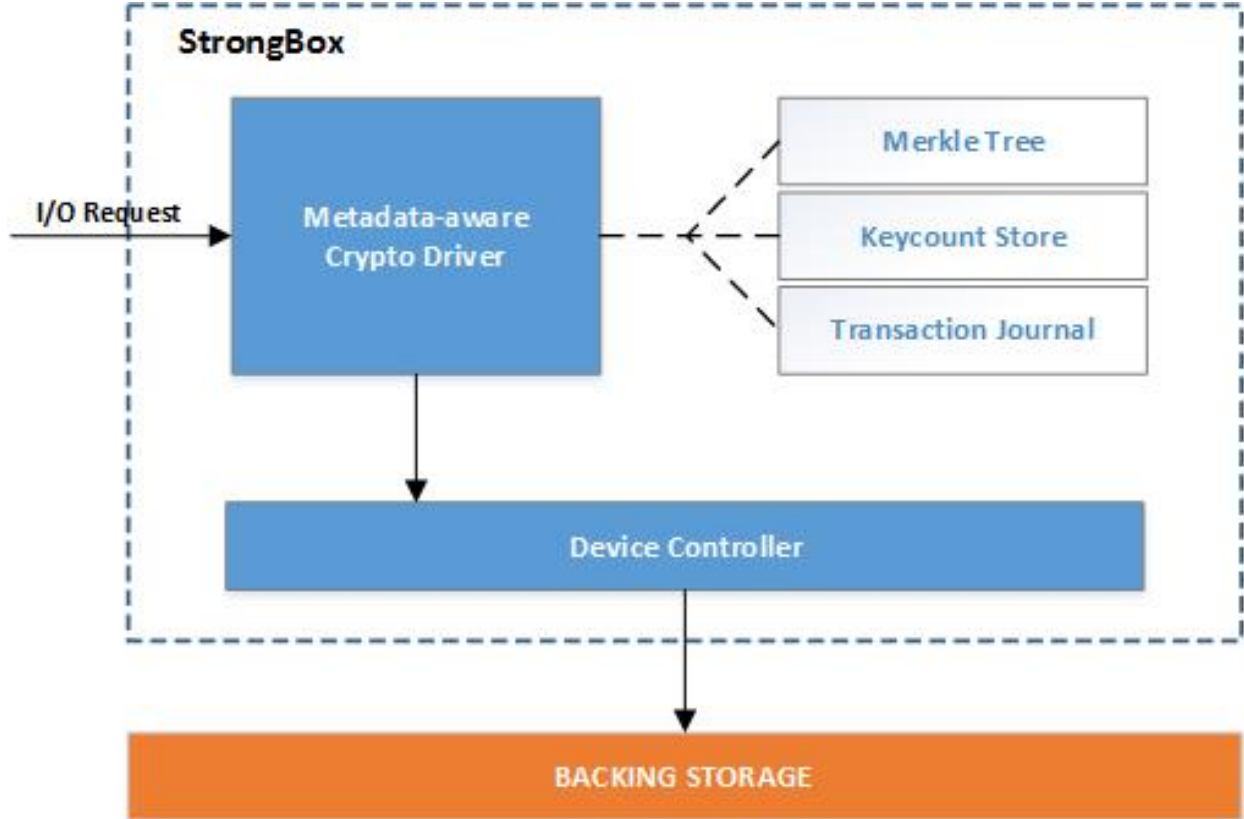 StrongBox
I/O Request
Metadata-aware
Crypto Driver
Merkle Tree
Keycount Store
Transaction Journal
Device Controller
BACKING STORAGE